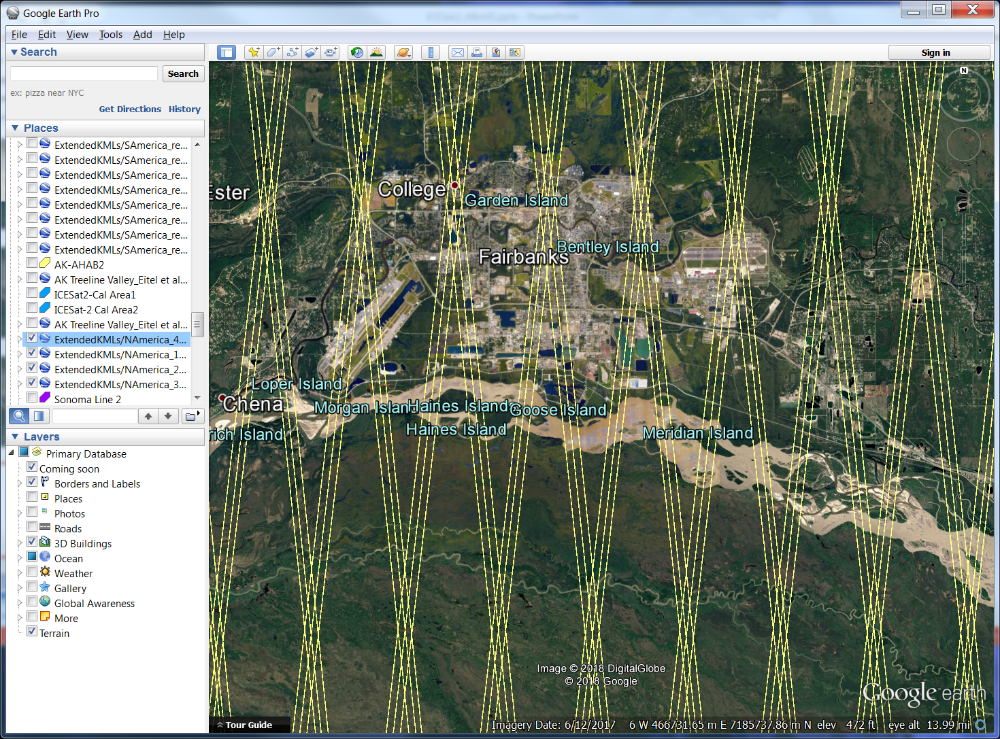 Google Earth Pro
File Edit View Tools Add Help
Search
Search
ex: pizza near NYC
Get Directions History
Places
ExtendedKMLs/SAmerica_re...
ExtendedKMLs/SAmerica_re...
ExtendedKMLs/SAmerica_re...
ExtendedKMLs/SAmerica_re...
ExtendedKMLs/SAmerica_re...
ExtendedKMLs/SAmerica_re...
ExtendedKMLs/SAmerica_re...
ExtendedKMLs/SAmerica_re...
AK-AHAB2
AK Treeline Valley_Eitel et al...
ICESat2-Cal Area1
ICESat-2 Cal Area2
AK Treeline Valley_Eitel et al...
ExtendedKMLs/NAmerica_4...
ExtendedKMLs/NAmerica_1...
ExtendedKMLs/NAmerica_2...
ExtendedKMLs/NAmerica_3...
Sonoma Line 2
Layers
Primary Database
Coming soon
Borders and Labels
Places
Photos
Roads
3D Buildings
Ocean
Weather
Gallery
Global Awareness
More
Terrain
Sign in
N
Ester
College
Garden Island
Bentley Island
Fairbanks
Loper Island
Chena
Morgan Island
Haines Island
Goose Island
Haines Island
rich Island
Meridian Island
Image © 2018 DigitalGlobe
© 2018 Google
Google earth
Tour Guide
Imagery Date: 6/12/2017 6 W 466731.65 m E 7185737.86 m N elev 472 ft eye alt 13.99 mi